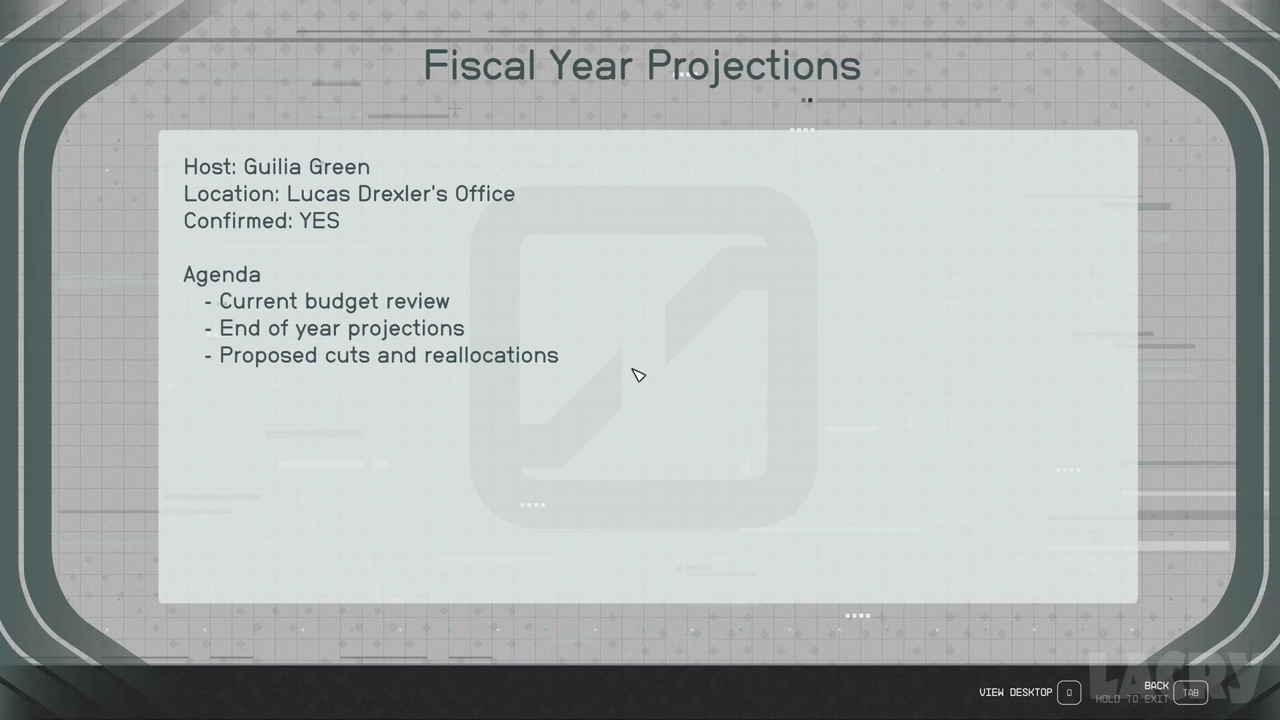 Fiscal Year Projections
Host: Guilia Green
Location: Lucas Drexler's Office
Confirmed: YES
Agenda
- Current budget review
- End of year projections
- Proposed cuts and reallocations
VIEW DESKTOP Q
BACK
HOLD TO EXIT TAB
LACRY